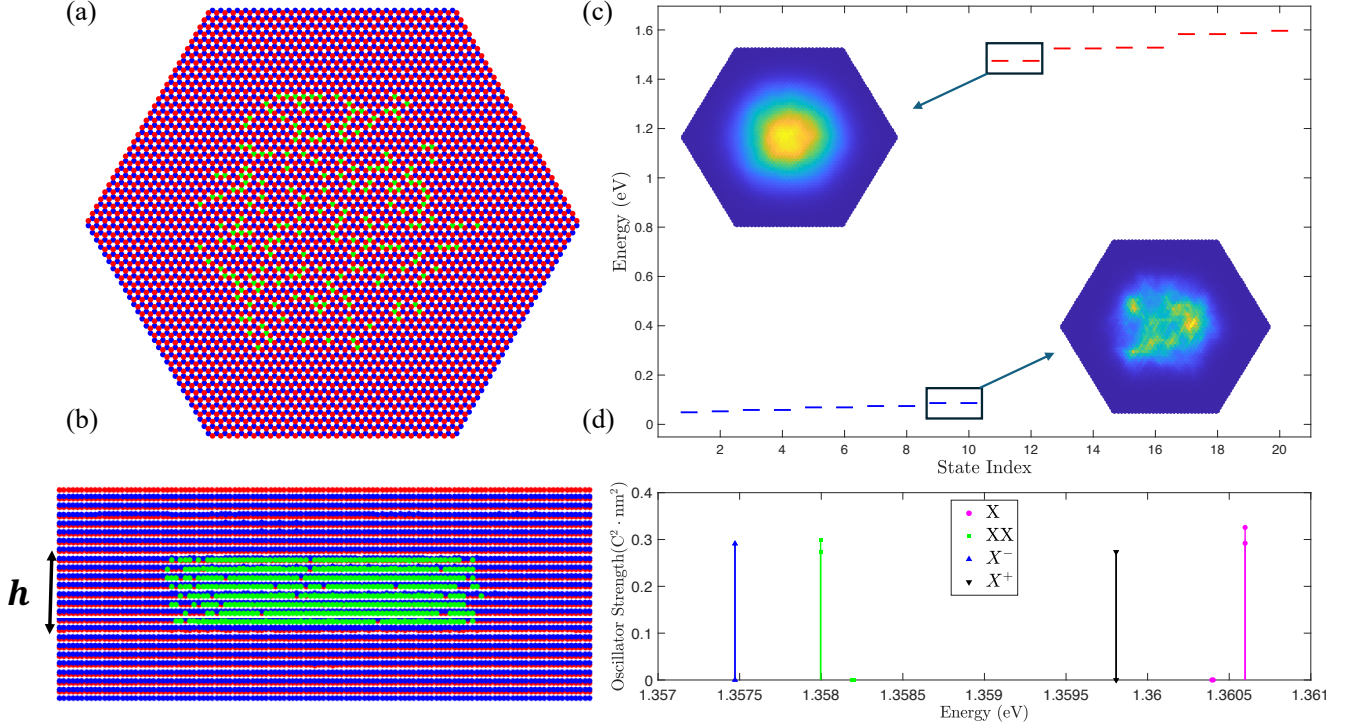 (a)
(c)
Energy (eV)
1.6
1.4
1.2
1
0.8
0.6
0.4
0.2
0
2
4
6
8
10
12
14
16
18
20
State Index
(b)
h
(d)
Oscillator Strength(C² · nm²)
0.4
0.3
0.2
0.1
0
X
XX
X⁻
X⁺
1.357
1.3575
1.358
1.3585
1.359
1.3595
1.36
1.3605
1.361
Energy (eV)